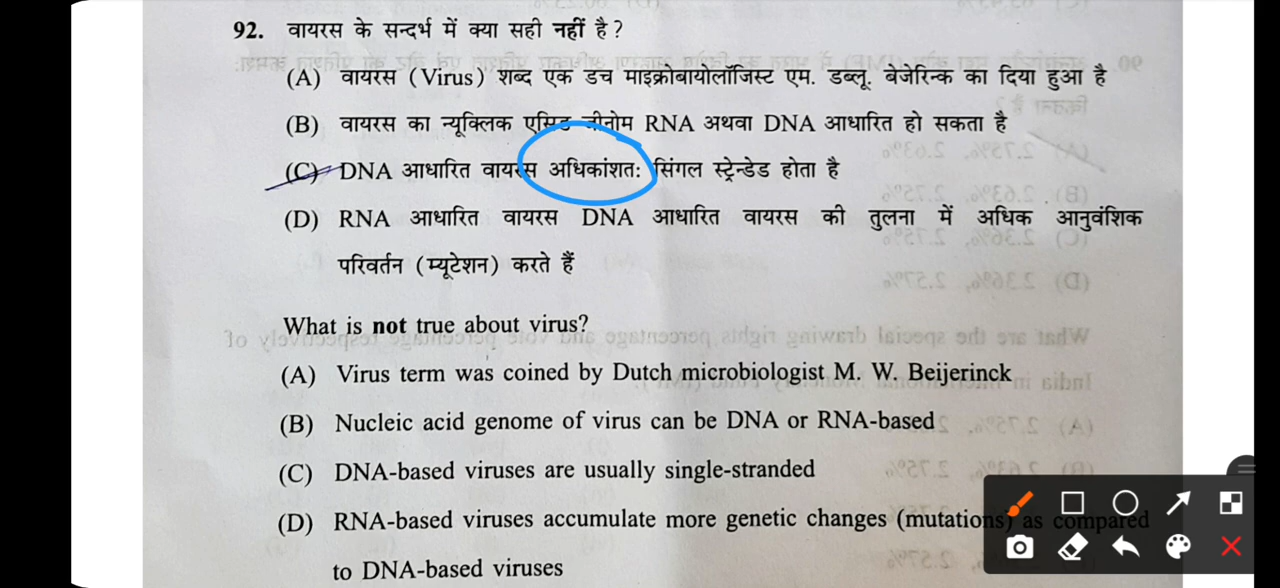 92. वायरस के सन्दर्भ में क्या सही नहीं है ?
(A) वायरस (Virus) शब्द एक डच माइक्रोबायोलॉजिस्ट एम. डब्लू. बेजेरिन्क का दिया हुआ है
(B) वायरस का न्यूक्लिक एसिड जीनोम RNA अथवा DNA आधारित हो सकता है
(C) DNA आधारित वायरस अधिकांशत: सिंगल स्ट्रेन्डेड होता है
(D) RNA आधारित वायरस DNA आधारित वायरस की तुलना में अधिक आनुवंशिक
परिवर्तन (म्यूटेशन) करते हैं
What is not true about virus?
(A) Virus term was coined by Dutch microbiologist M. W. Beijerinck
(B) Nucleic acid genome of virus can be DNA or RNA-based
(C) DNA-based viruses are usually single-stranded
(D) RNA-based viruses accumulate more genetic changes (mutations) as compared
to DNA-based viruses